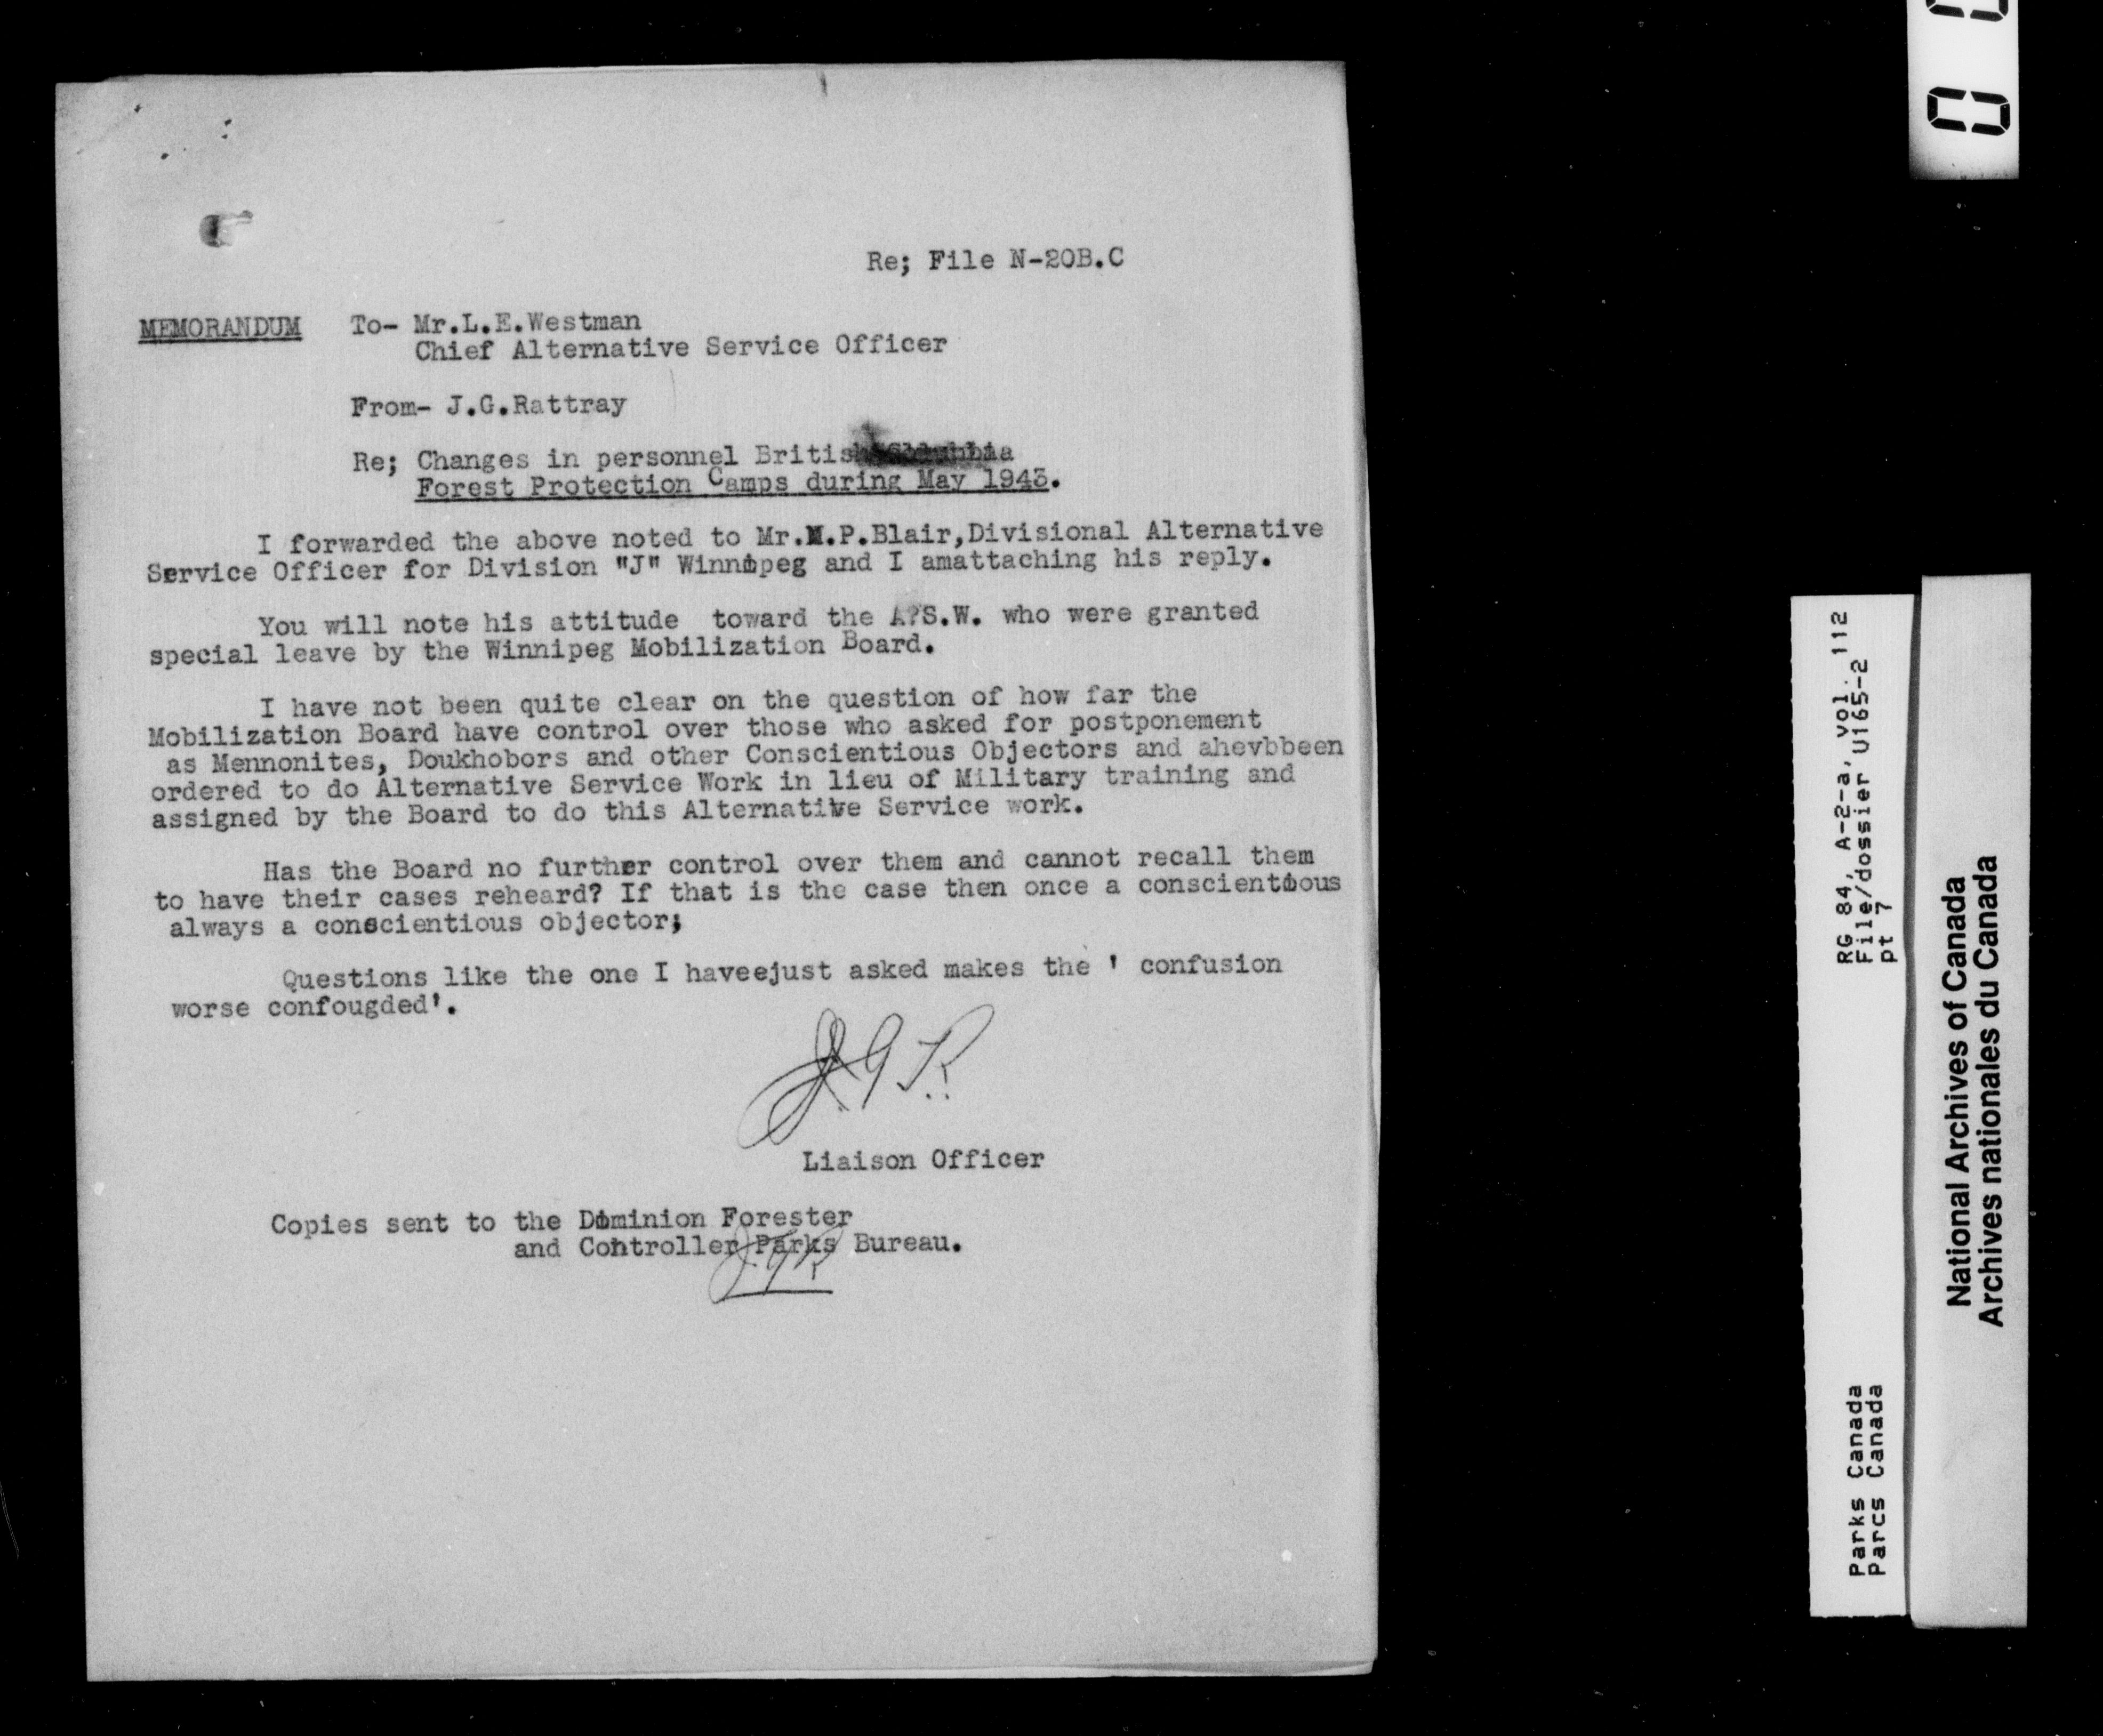 Re; File N-20B.C
MEMORANDUM To- Mr.L.E.Westman
Chief Alternative Service Officer
From- J.G.Rattray
Re; Changes in personnel British Columbia
Forest Protection Camps during May 1943.
I forwarded the above noted to Mr.M.P.Blair,Divisional Alternative
Service Officer for Division "J" Winnipeg and I amattaching his reply.
You will note his attitude toward the A?S.W. who were granted
special leave by the Winnipeg Mobilization Board.
I have not been quite clear on the question of how far the
Mobilization Board have control over those who asked for postponement
as Mennonites, Doukhobors and other Conscientious Objectors and ahevbbeen
ordered to do Alternative Service Work in lieu of Military training and
assigned by the Board to do this Alternative Service work.
Has the Board no further control over them and cannot recall them
to have their cases reheard? If that is the case then once a conscientious
always a conscientious objector;
Questions like the one I haveejust asked makes the ' confusion
worse confougded'.
J G R
Liaison Officer
Copies sent to the Dominion Forester
and Controller Parks Bureau.
JGR
RG 84, A-2-a, vol. 112
File/dossier U165-2
pt 7
Parks Canada
Parcs Canada
National Archives of Canada
Archives nationales du Canada